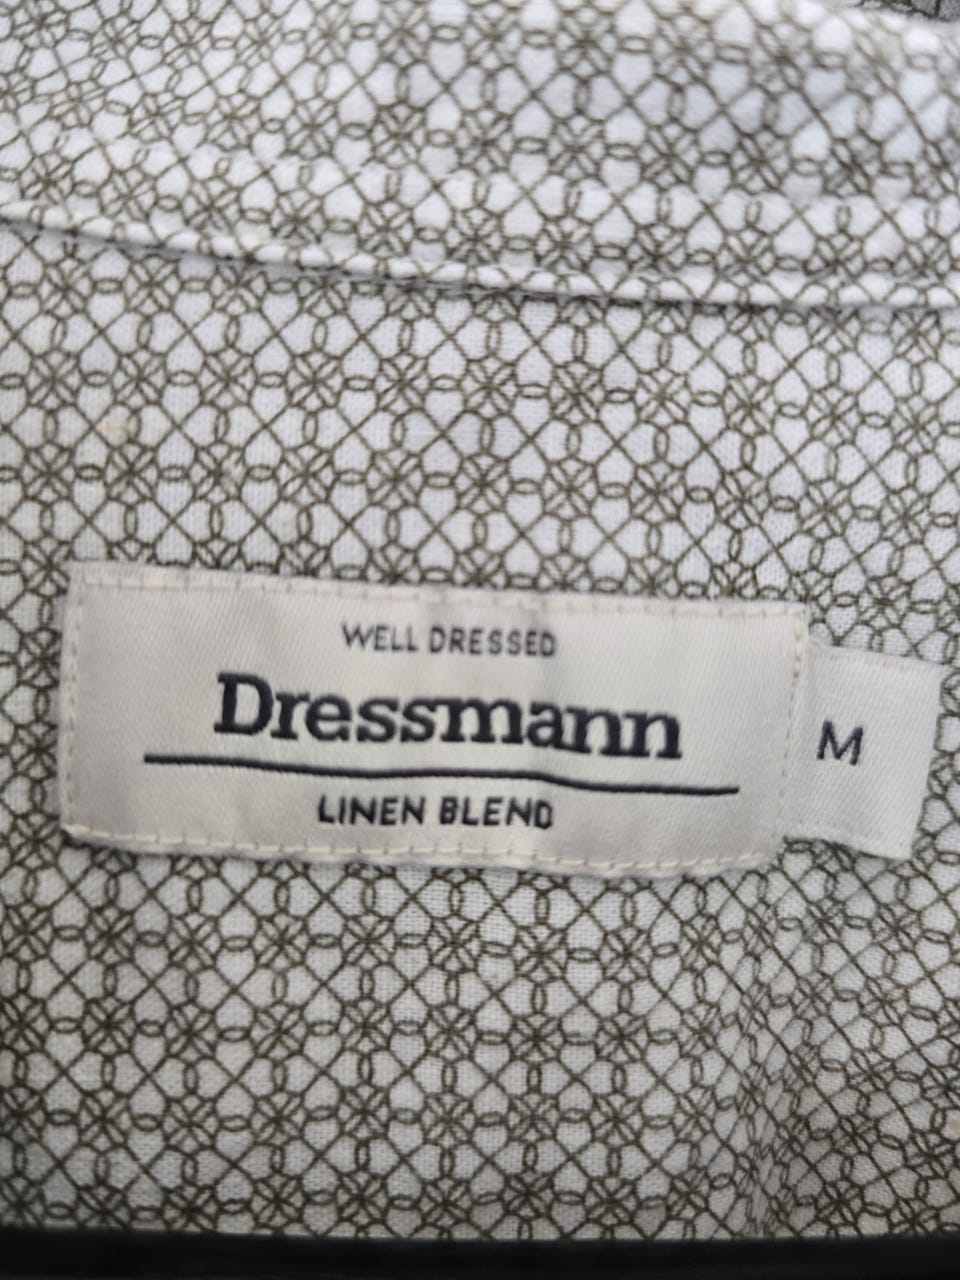 WELL DRESSED
Dressmann
LINEN BLEND
M